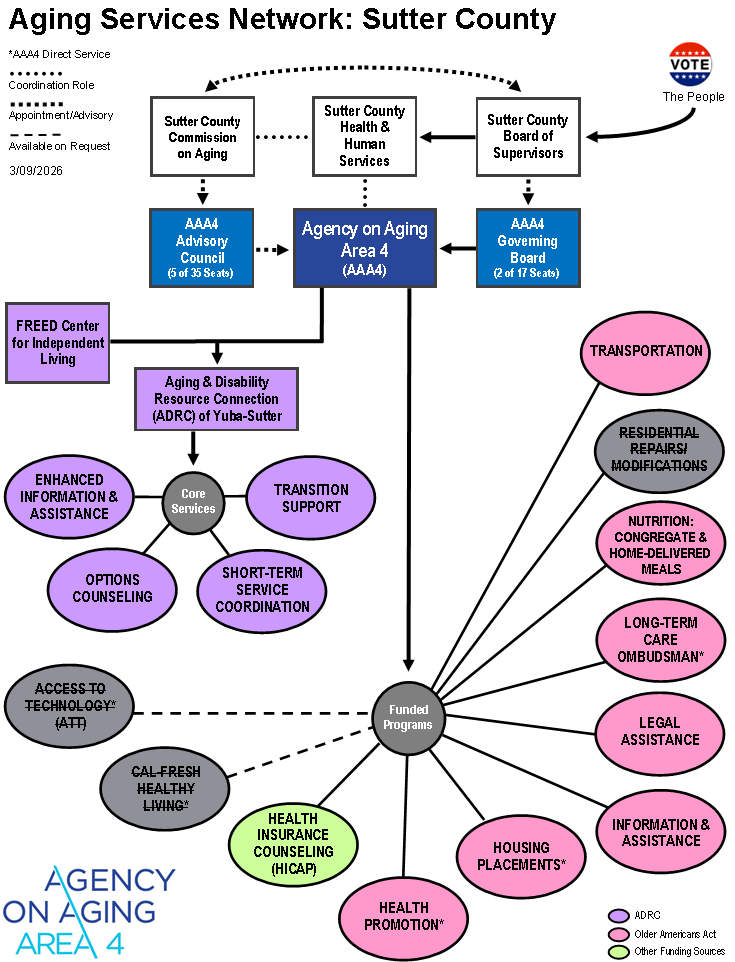 Aging Services Network: Sutter County
*AAA4 Direct Service
Coordination Role
Appointment/Advisory
Available on Request
3/09/2026
VOTE
The People
Sutter County
Commission
on Aging
Sutter County
Health &
Human
Services
Sutter County
Board of
Supervisors
AAA4
Advisory
Council
(5 of 35 Seats)
Agency on Aging
Area 4
(AAA4)
AAA4
Governing
Board
(2 of 17 Seats)
FREED Center
for Independent
Living
Aging & Disability
Resource Connection
(ADRC) of Yuba-Sutter
Core
Services
ENHANCED
INFORMATION &
ASSISTANCE
TRANSITION
SUPPORT
OPTIONS
COUNSELING
SHORT-TERM
SERVICE
COORDINATION
TRANSPORTATION
RESIDENTIAL
REPAIRS/
MODIFICATIONS
NUTRITION:
CONGREGATE &
HOME-DELIVERED
MEALS
LONG-TERM
CARE
OMBUDSMAN*
LEGAL
ASSISTANCE
INFORMATION &
ASSISTANCE
HOUSING
PLACEMENTS*
HEALTH
PROMOTION*
HEALTH
INSURANCE
COUNSELING
(HICAP)
CAL-FRESH
HEALTHY
LIVING*
ACCESS TO
TECHNOLOGY*
(ATT)
Funded
Programs
AGENCY
ON AGING
AREA 4
ADRC
Older Americans Act
Other Funding Sources